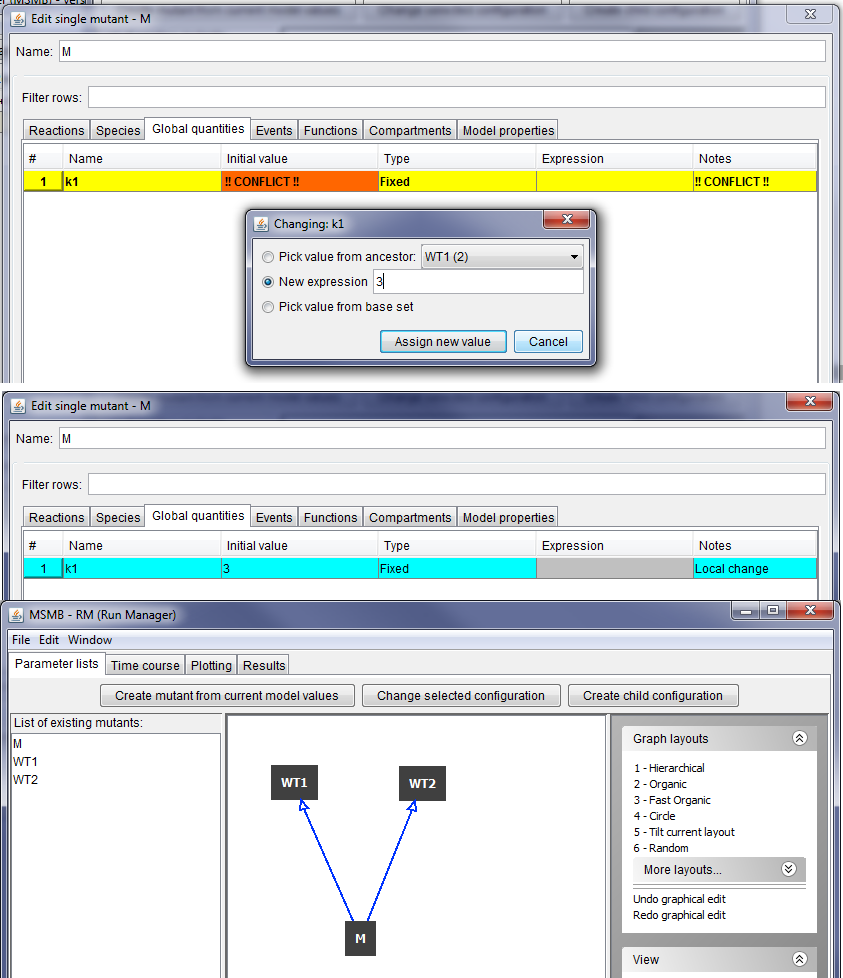 (MSMB) - vers
Edit single mutant - M
Name: M
Filter rows:
Reactions Species Global quantities Events Functions Compartments Model properties
# Name Initial value Type Expression Notes
1 k1 !! CONFLICT !! Fixed !! CONFLICT !!
Changing: k1
Pick value from ancestor: WT1 (2)
New expression 3
Pick value from base set
Assign new value Cancel
Edit single mutant - M
Name: M
Filter rows:
Reactions Species Global quantities Events Functions Compartments Model properties
# Name Initial value Type Expression Notes
1 k1 3 Fixed Local change
MSMB - RM (Run Manager)
File Edit Window
Parameter lists Time course Plotting Results
Create mutant from current model values Change selected configuration Create child configuration
List of existing mutants:
M
WT1
WT2
WT1 WT2
M
Graph layouts
1 - Hierarchical
2 - Organic
3 - Fast Organic
4 - Circle
5 - Tilt current layout
6 - Random
More layouts...
Undo graphical edit
Redo graphical edit
View